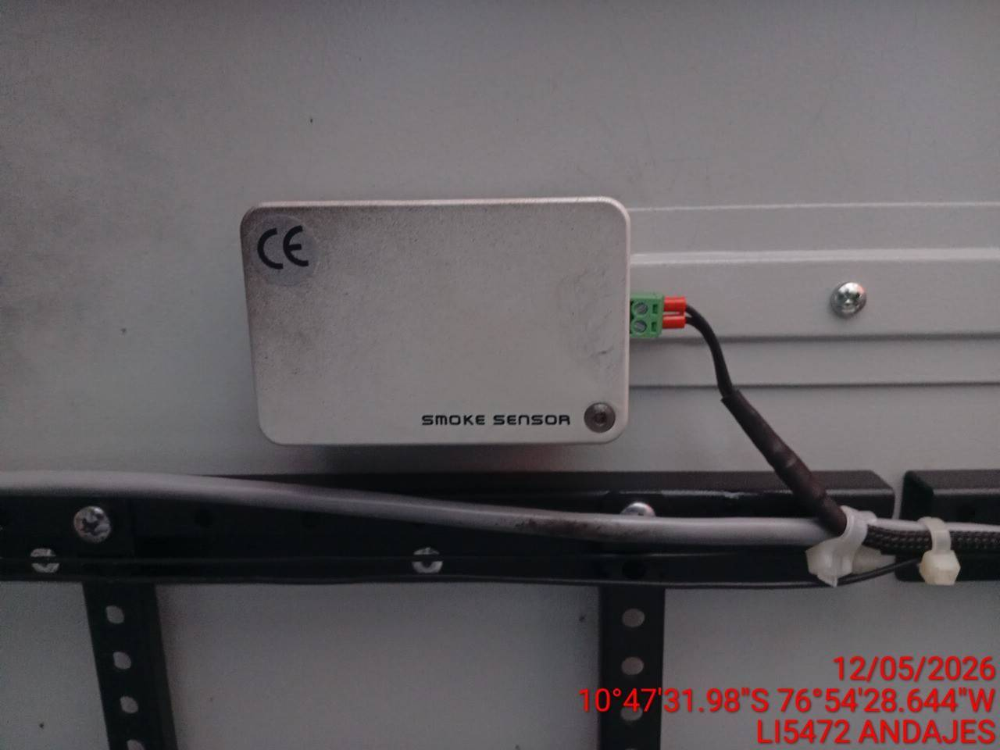 CE
SMOKE SENSOR
12/05/2026
10°47'31.98"S 76°54'28.644"W
LI5472 ANDAJES